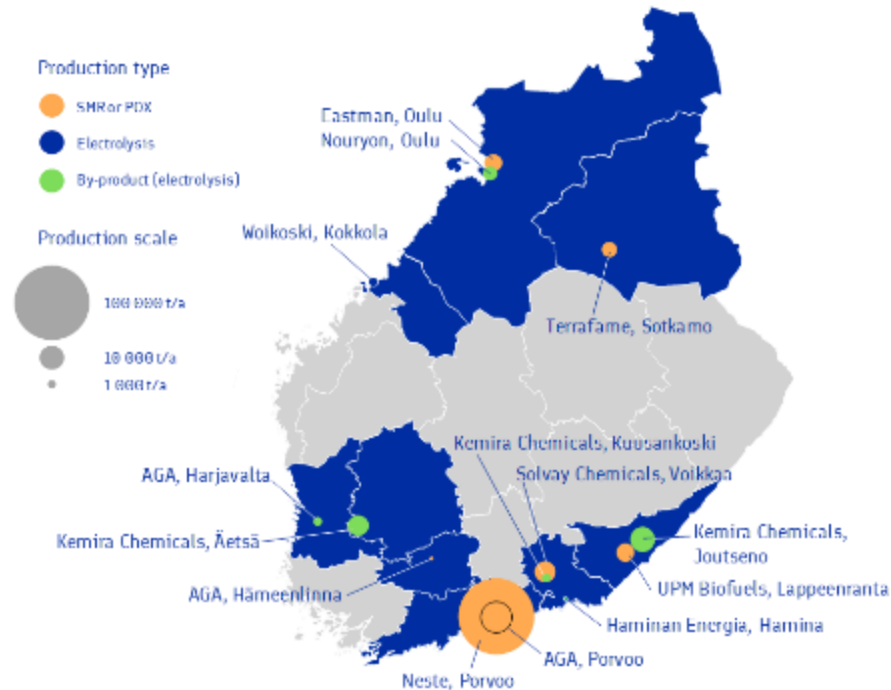 Production type
SMR or POX
Electrolysis
By-product (electrolysis)
Production scale
100 000 t/a
10 000 t/a
1 000 t/a
Eastman, Oulu
Nouryon, Oulu
Woikoski, Kokkola
Terrafame, Sotkamo
Kemira Chemicals, Kuusankoski
Solvay Chemicals, Voikkaa
AGA, Harjavalta
Kemira Chemicals, Äetsä
Kemira Chemicals,
Joutseno
AGA, Hämeenlinna
UPM Biofuels, Lappeenranta
Haminan Energia, Hamina
AGA, Porvoo
Neste, Porvoo